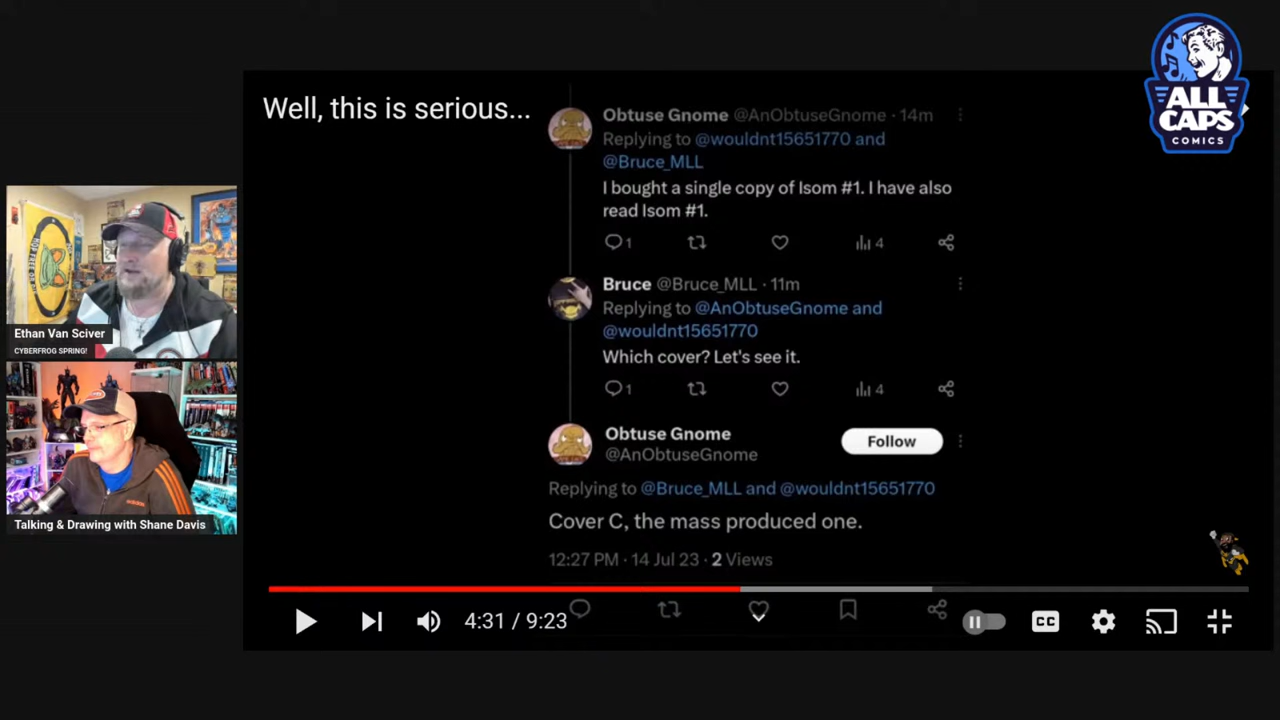 Well, this is serious...
Obtuse Gnome @AnObtuseGnome · 14m
Replying to @wouldnt15651770 and
@Bruce_MLL
I bought a single copy of Isom #1. I have also
read Isom #1.
1
4
Bruce @Bruce_MLL · 11m
Replying to @AnObtuseGnome and
@wouldnt15651770
Which cover? Let's see it.
1
4
Obtuse Gnome
@AnObtuseGnome
Follow
Replying to @Bruce_MLL and @wouldnt15651770
Cover C, the mass produced one.
12:27 PM · 14 Jul 23 · 2 Views
4:31 / 9:23
CC
ALL
CAPS
COMICS
Ethan Van Sciver
CYBERFROG SPRING!
Talking & Drawing with Shane Davis